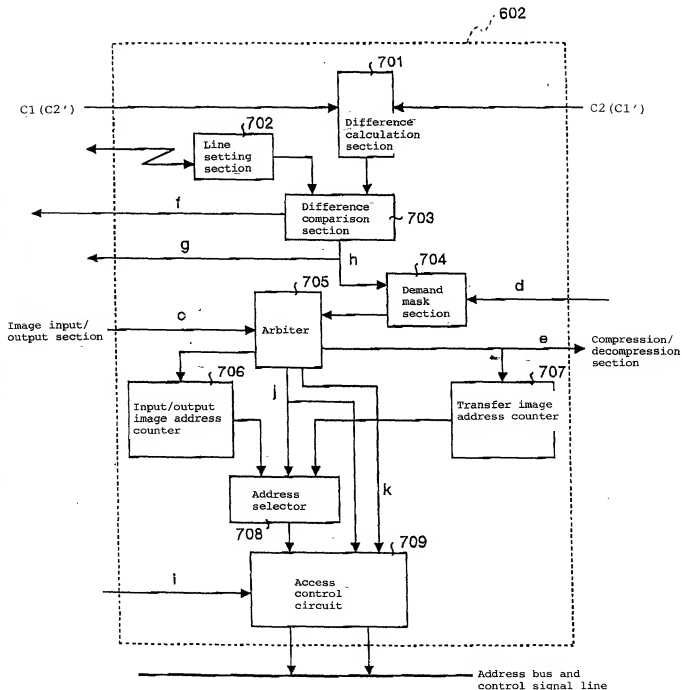 602
701
C1(C2')
C2(C1')
Difference
calculation
section
702
Line
setting
section
f
Difference
comparison
section
703
g
h
704
Demand
mask
section
d
705
Image input/
output section
c
Arbiter
e
Compression/
decompression
section
706
Input/output
image address
counter
j
707
Transfer image
address counter
k
Address
selector
708
709
i
Access
control
circuit
Address bus and
control signal line